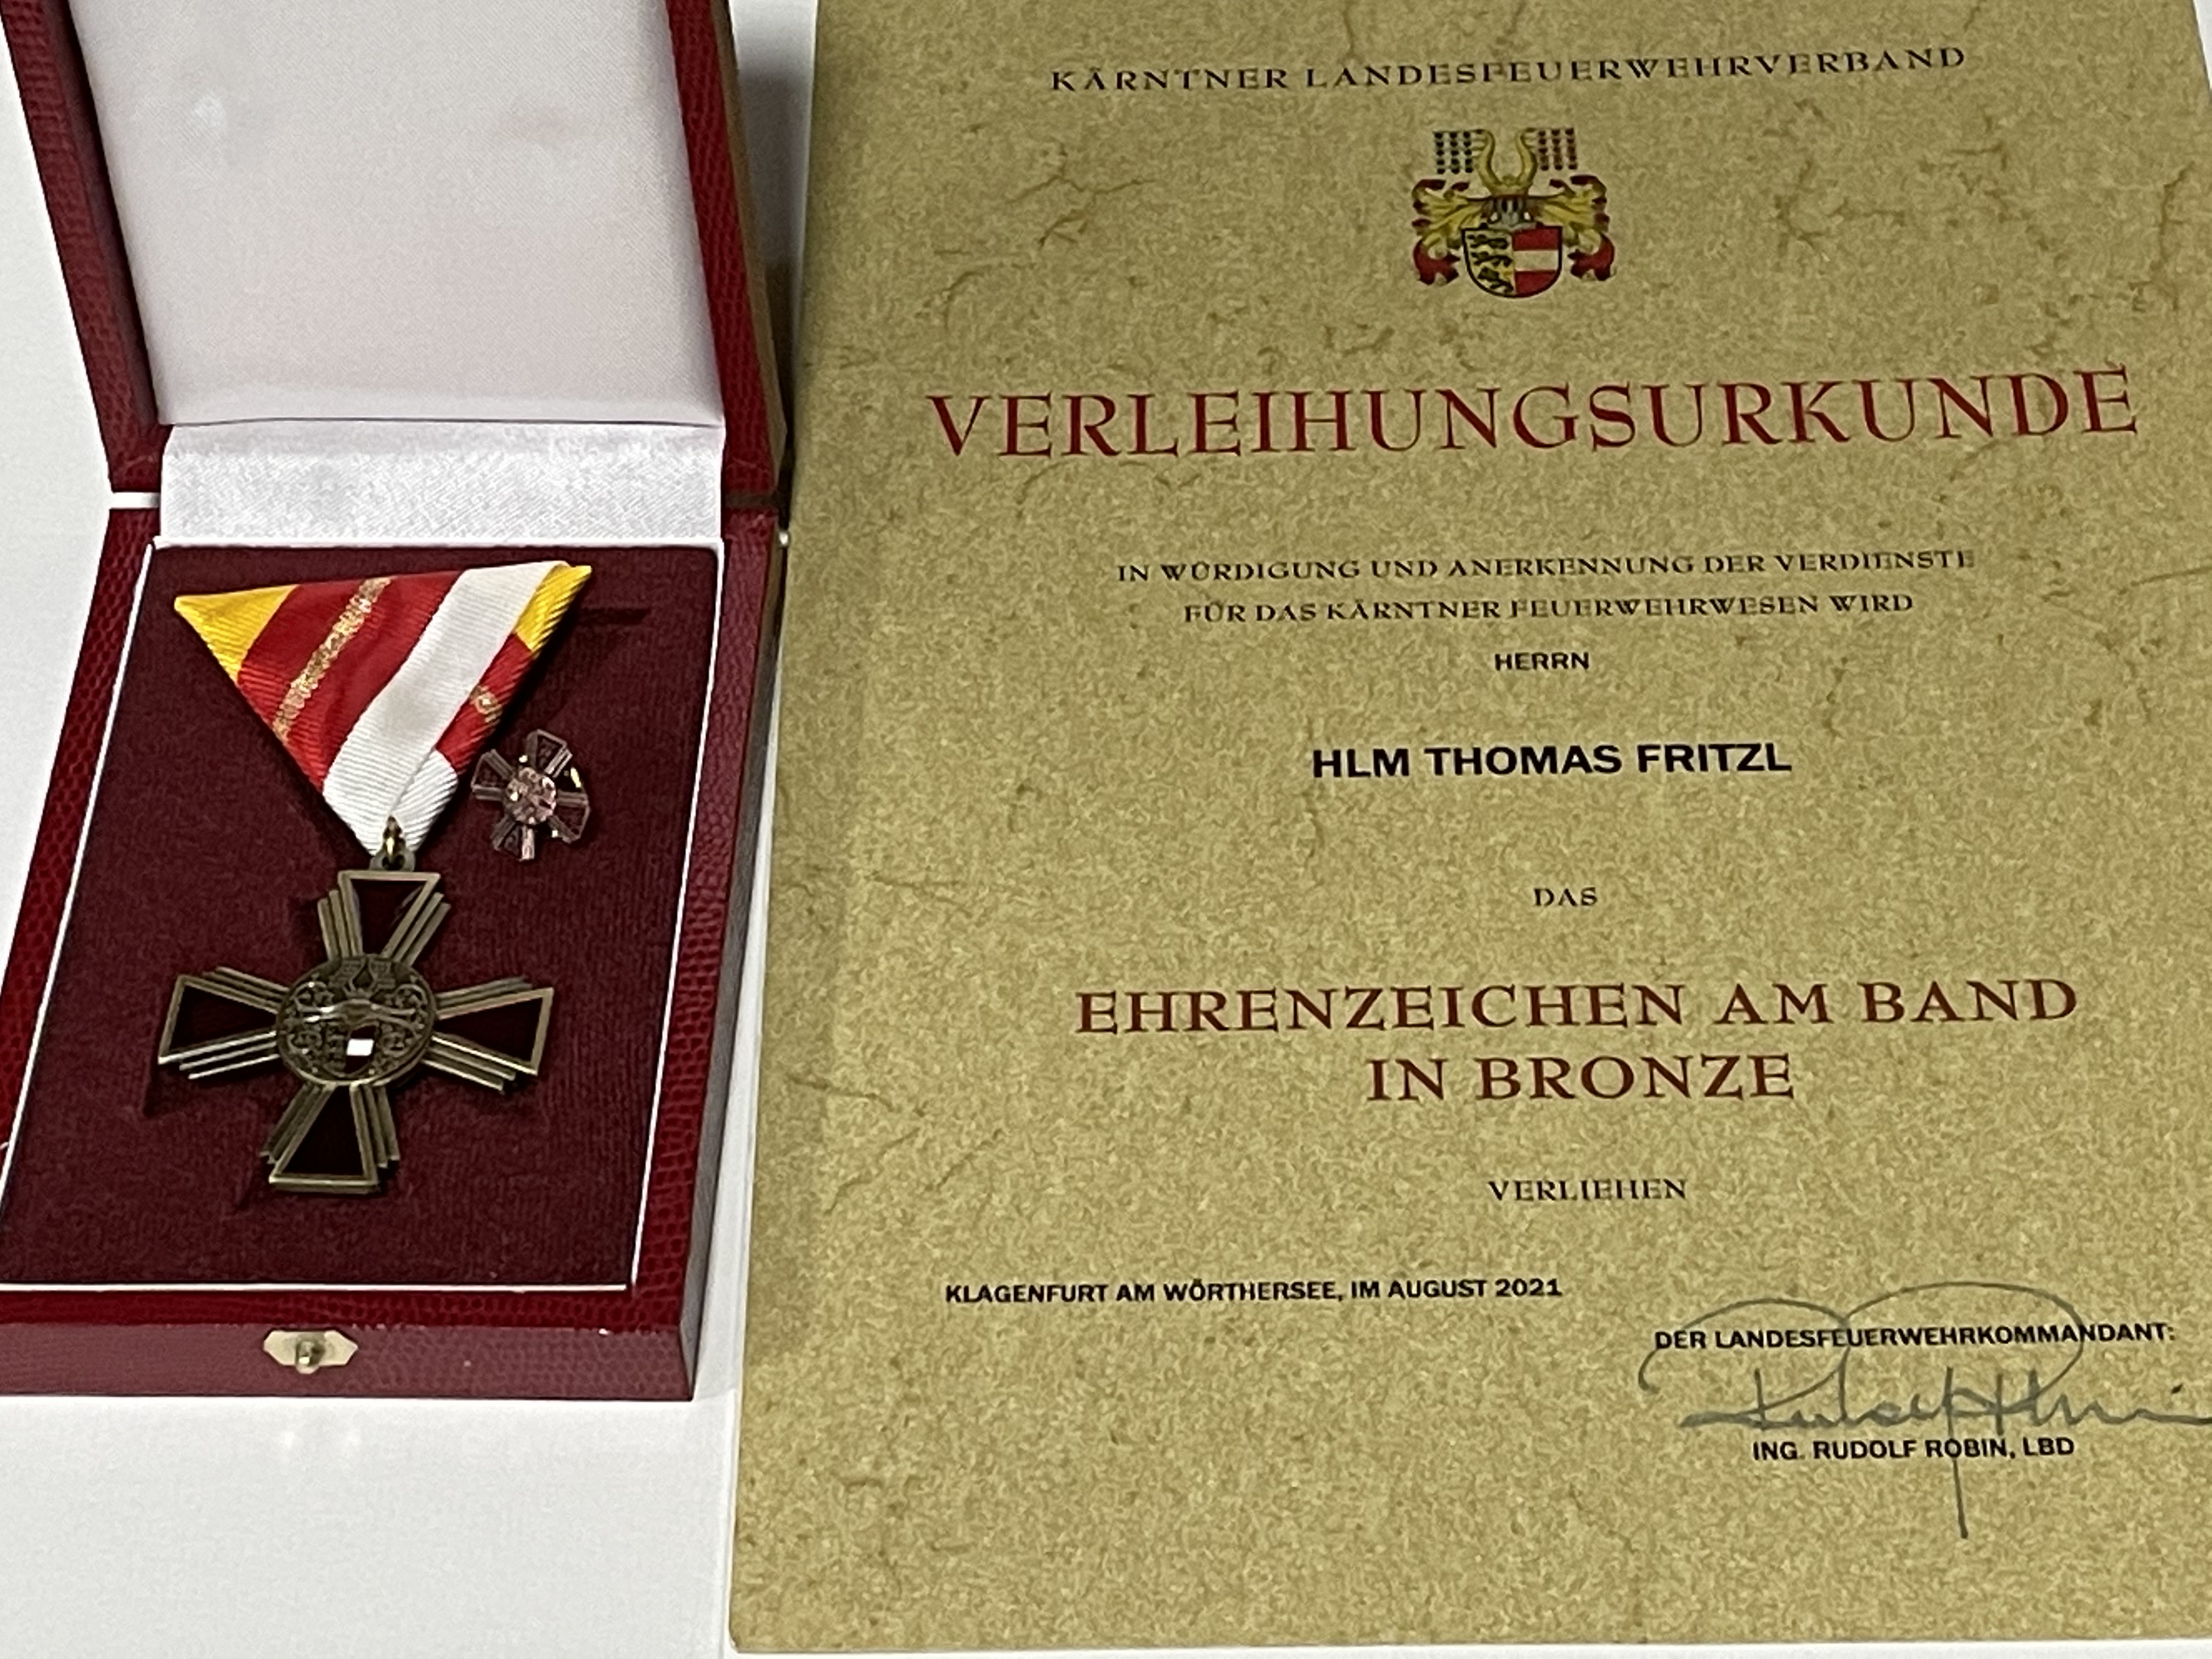 KÄRNTNER LANDESFEUERWEHRVERBAND
VERLEIHUNGSURKUNDE
IN WÜRDIGUNG UND ANERKENNUNG DER VERDIENSTE
FÜR DAS KÄRNTNER FEUERWEHRWESEN WIRD
HERRN
HLM THOMAS FRITZL
DAS
EHRENZEICHEN AM BAND
IN BRONZE
VERLIEHEN
KLAGENFURT AM WÖRTHERSEE, IM AUGUST 2021
DER LANDESFEUERWEHRKOMMANDANT:
ING. RUDOLF ROBIN, LBD